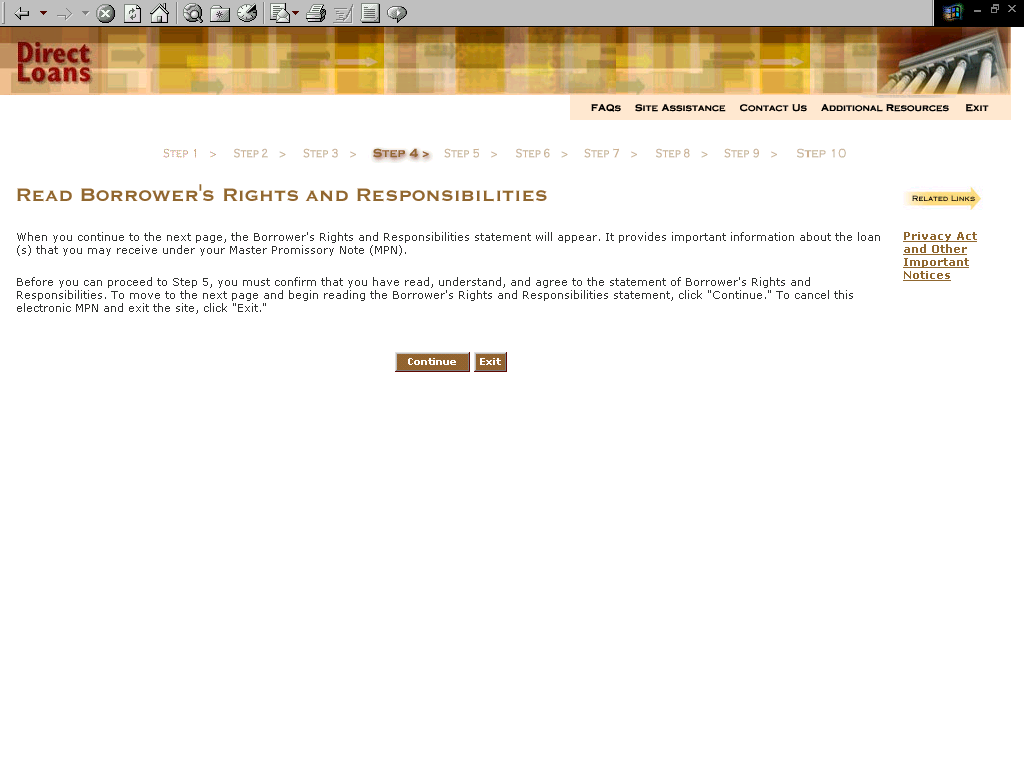 Direct
Loans
FAQs Site Assistance Contact Us Additional Resources Exit
Step 1 > Step 2 > Step 3 > Step 4 > Step 5 > Step 6 > Step 7 > Step 8 > Step 9 > Step 10
Read Borrower's Rights and Responsibilities
When you continue to the next page, the Borrower's Rights and Responsibilities statement will appear. It provides important information about the loan
(s) that you may receive under your Master Promissory Note (MPN).
Before you can proceed to Step 5, you must confirm that you have read, understand, and agree to the statement of Borrower's Rights and
Responsibilities. To move to the next page and begin reading the Borrower's Rights and Responsibilities statement, click "Continue." To cancel this
electronic MPN and exit the site, click "Exit."
Continue Exit
Related Links
Privacy Act
and Other
Important
Notices